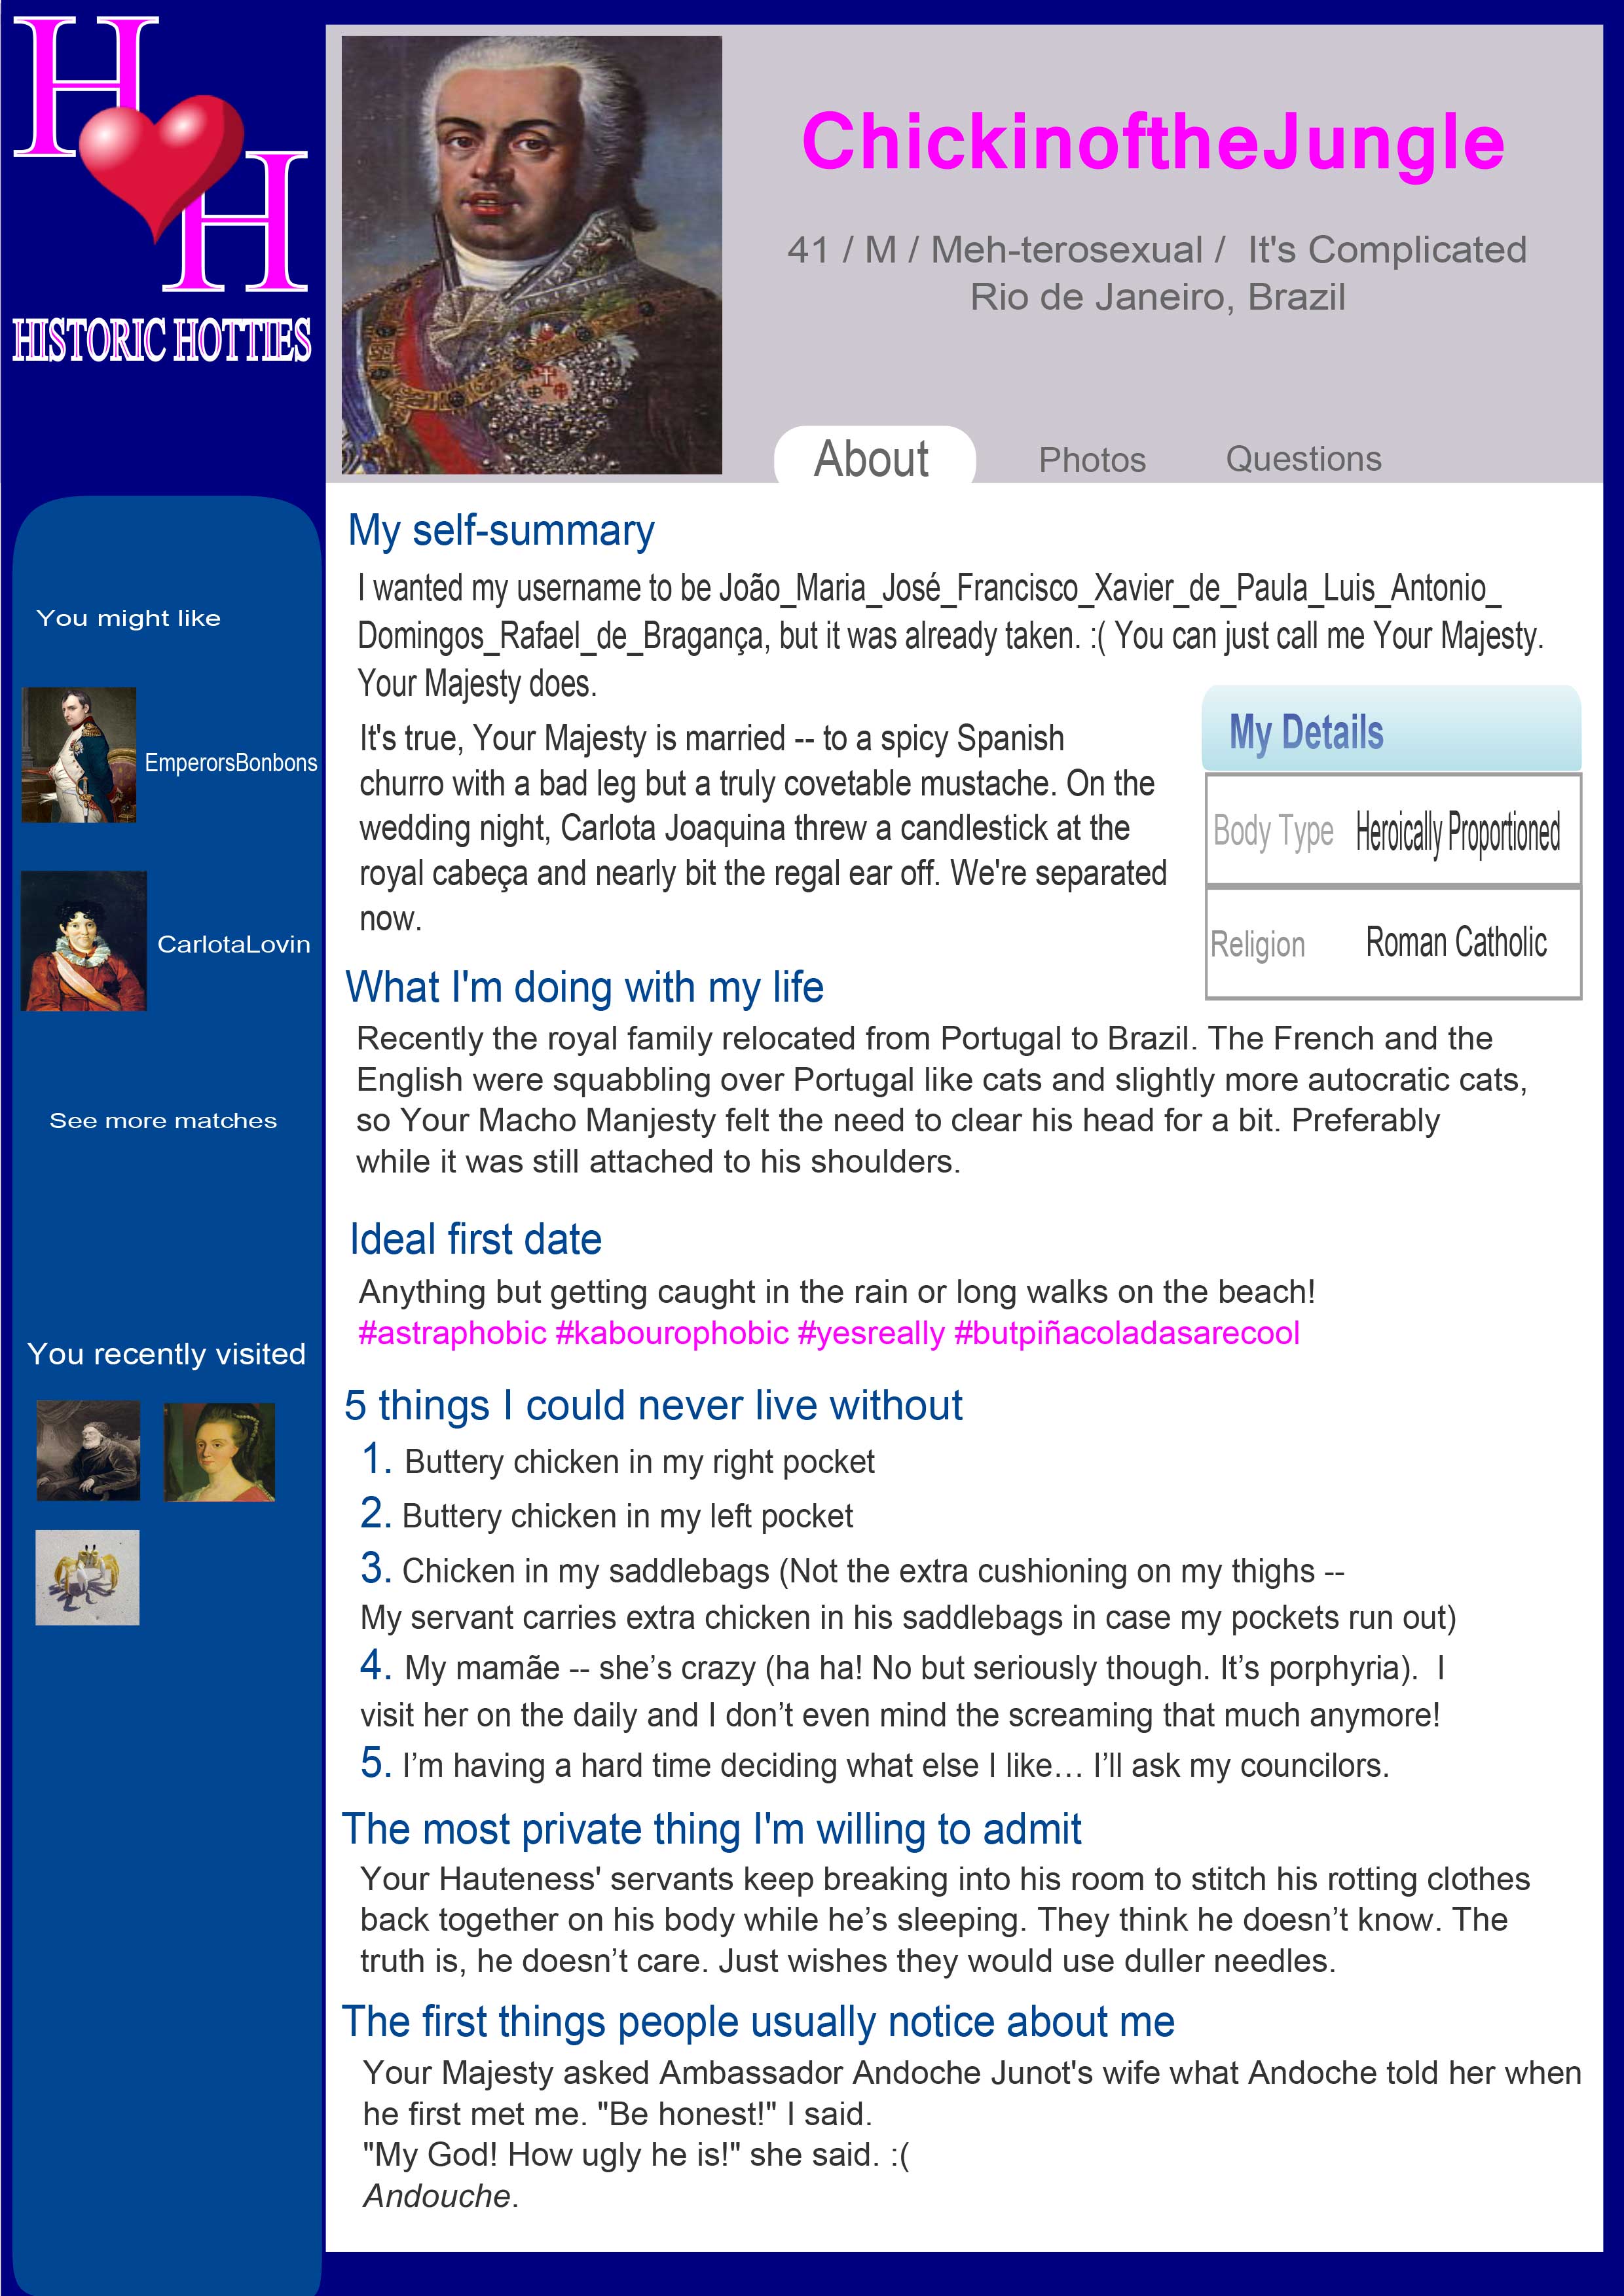 H
H
HISTORIC HOTTIES
ChickinoftheJungle
41 / M / Meh-terosexual / It's Complicated
Rio de Janeiro, Brazil
About
Photos
Questions
You might like
EmperorsBonbons
CarlotaLovin
See more matches
You recently visited
My self-summary
I wanted my username to be João_Maria_José_Francisco_Xavier_de_Paula_Luis_Antonio_
Domingos_Rafael_de_Bragança, but it was already taken. :( You can just call me Your Majesty.
Your Majesty does.
It's true, Your Majesty is married -- to a spicy Spanish
churro with a bad leg but a truly covetable mustache. On the
wedding night, Carlota Joaquina threw a candlestick at the
royal cabeça and nearly bit the regal ear off. We're separated
now.
My Details
Body Type Heroically Proportioned
Religion Roman Catholic
What I'm doing with my life
Recently the royal family relocated from Portugal to Brazil. The French and the
English were squabbling over Portugal like cats and slightly more autocratic cats,
so Your Macho Manjesty felt the need to clear his head for a bit. Preferably
while it was still attached to his shoulders.
Ideal first date
Anything but getting caught in the rain or long walks on the beach!
#astraphobic #kabourophobic #yesreally #butpiñacoladasarecool
5 things I could never live without
1. Buttery chicken in my right pocket
2. Buttery chicken in my left pocket
3. Chicken in my saddlebags (Not the extra cushioning on my thighs --
My servant carries extra chicken in his saddlebags in case my pockets run out)
4. My mamãe -- she’s crazy (ha ha! No but seriously though. It’s porphyria). I
visit her on the daily and I don’t even mind the screaming that much anymore!
5. I’m having a hard time deciding what else I like… I’ll ask my councilors.
The most private thing I'm willing to admit
Your Hauteness' servants keep breaking into his room to stitch his rotting clothes
back together on his body while he’s sleeping. They think he doesn’t know. The
truth is, he doesn’t care. Just wishes they would use duller needles.
The first things people usually notice about me
Your Majesty asked Ambassador Andoche Junot's wife what Andoche told her when
he first met me. "Be honest!" I said.
"My God! How ugly he is!" she said. :(
Andouche.